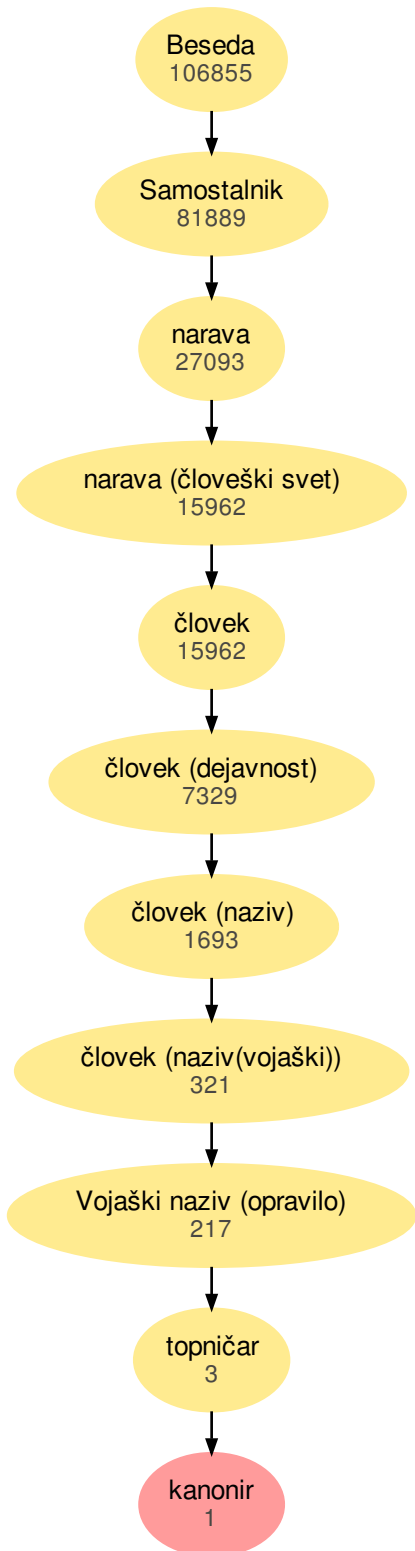 Beseda
106855
Samostalnik
81889
narava
27093
narava (človeški svet)
15962
človek
15962
človek (dejavnost)
7329
človek (naziv)
1693
človek (naziv(vojaški))
321
Vojaški naziv (opravilo)
217
topničar
3
kanonir
1